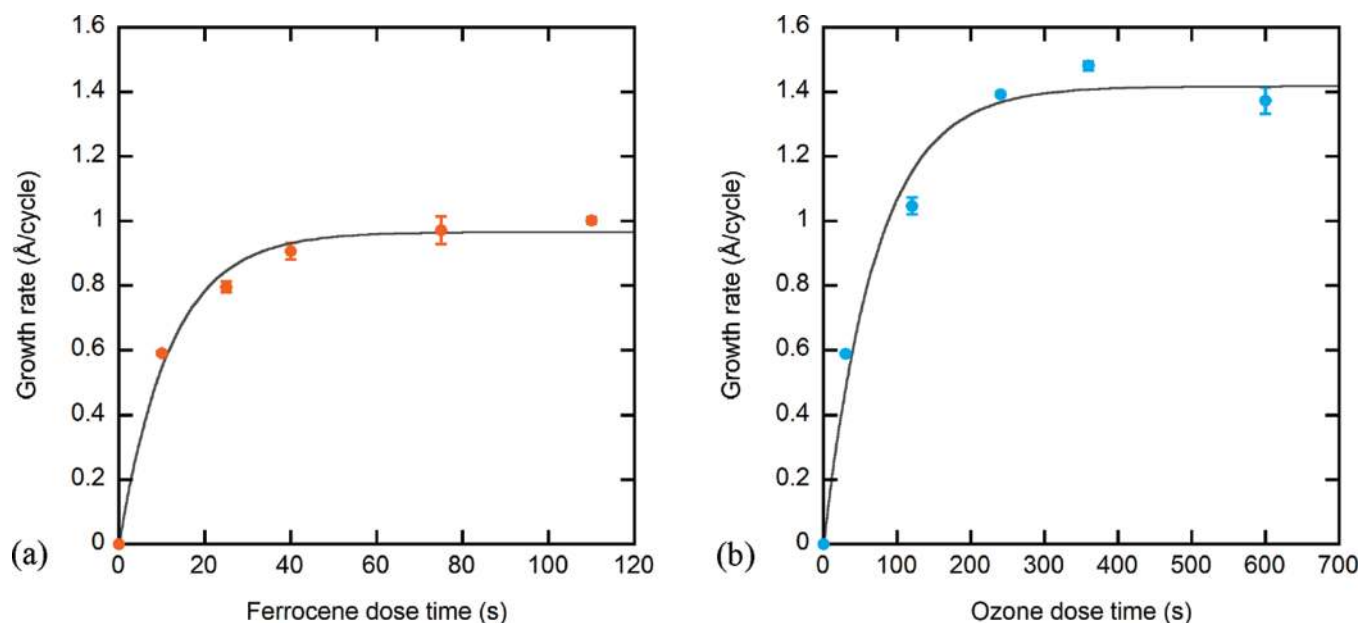 1.6
1.4
1.2
1
0.8
0.6
0.4
0.2
0
Growth rate (Å/cycle)
0 20 40 60 80 100 120
Ferrocene dose time (s)
(a)
1.6
1.4
1.2
1
0.8
0.6
0.4
0.2
0
Growth rate (Å/cycle)
0 100 200 300 400 500 600 700
Ozone dose time (s)
(b)